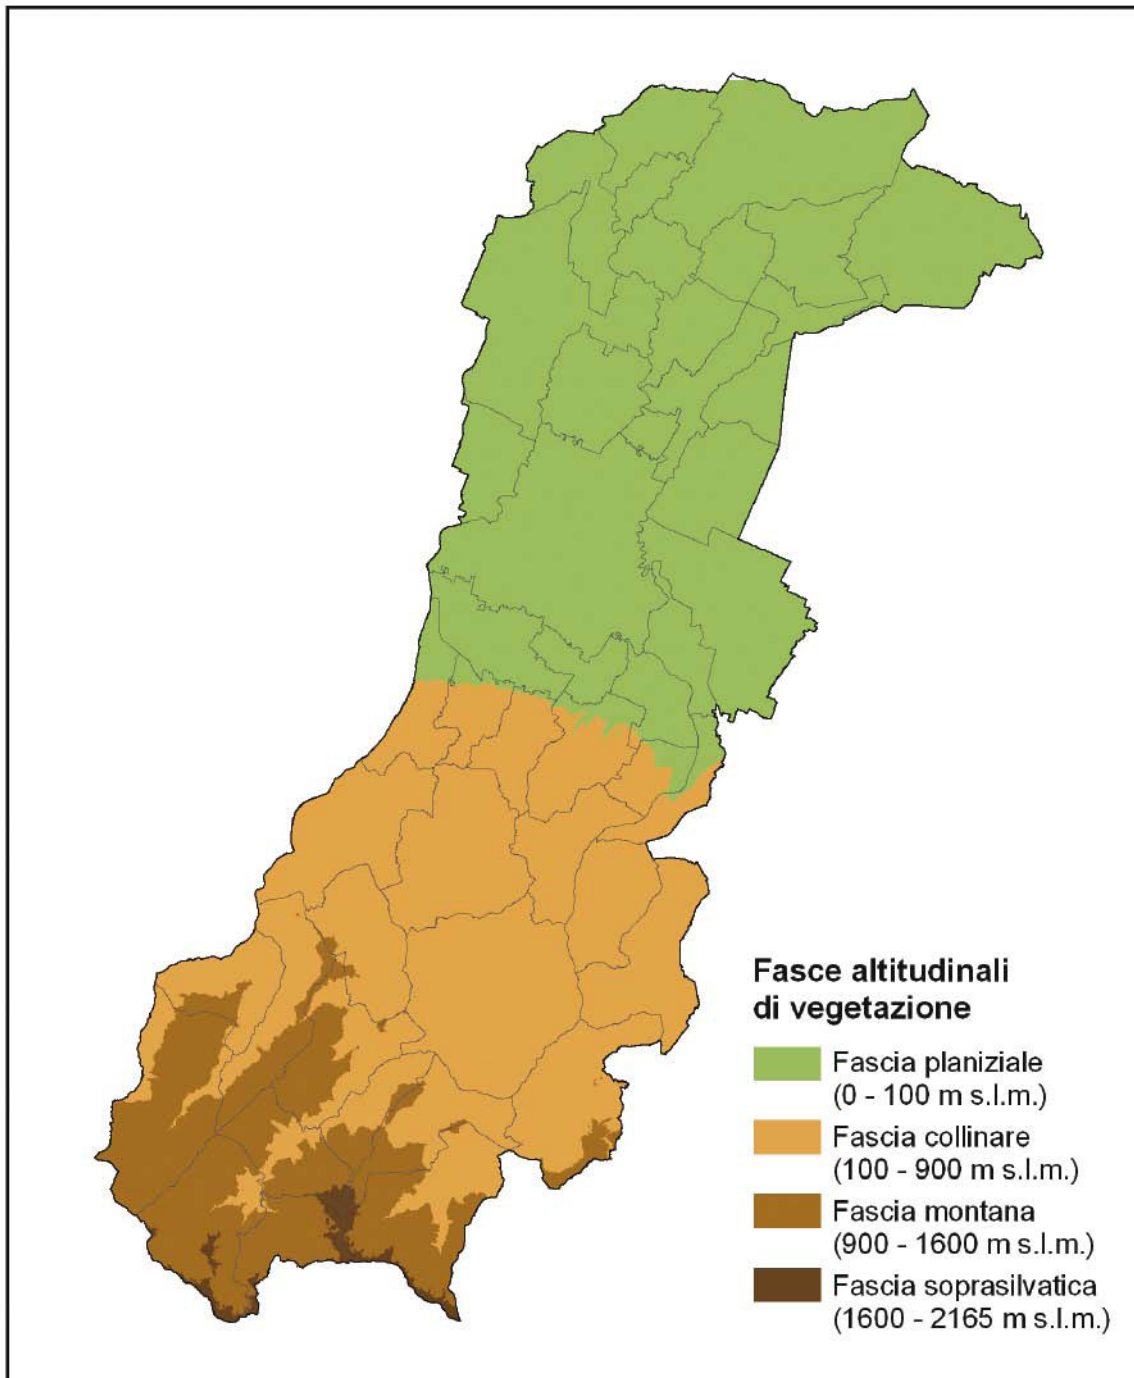 Fasce altitudinali
di vegetazione
Fascia planiziale
(0 - 100 m s.l.m.)
Fascia collinare
(100 - 900 m s.l.m.)
Fascia montana
(900 - 1600 m s.l.m.)
Fascia soprasilvatica
(1600 - 2165 m s.l.m.)